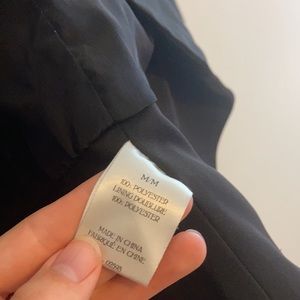 M/M
100% POLYESTER
LINING DOUBLURE
100% POLYESTER
MADE IN CHINA
FABRIQUÉ EN CHINE